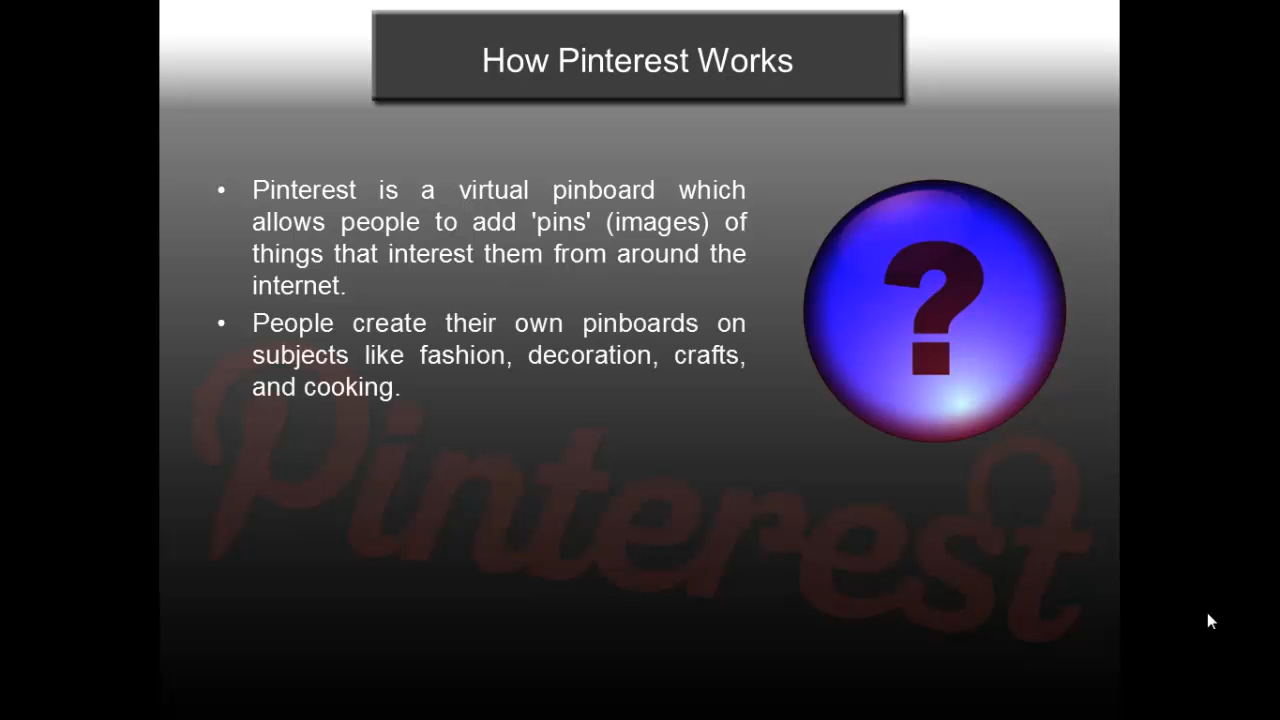 How Pinterest Works
• Pinterest is a virtual pinboard which
allows people to add 'pins' (images) of
things that interest them from around the
internet.
• People create their own pinboards on
subjects like fashion, decoration, crafts,
and cooking.
?
Pinterest